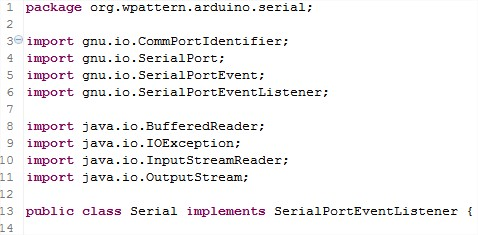 1 package org.wpattern.arduino.serial;
2
3 import gnu.io.CommPortIdentifier;
4 import gnu.io.SerialPort;
5 import gnu.io.SerialPortEvent;
6 import gnu.io.SerialPortEventListener;
7
8 import java.io.BufferedReader;
9 import java.io.IOException;
10 import java.io.InputStreamReader;
11 import java.io.OutputStream;
12
13 public class Serial implements SerialPortEventListener {
14